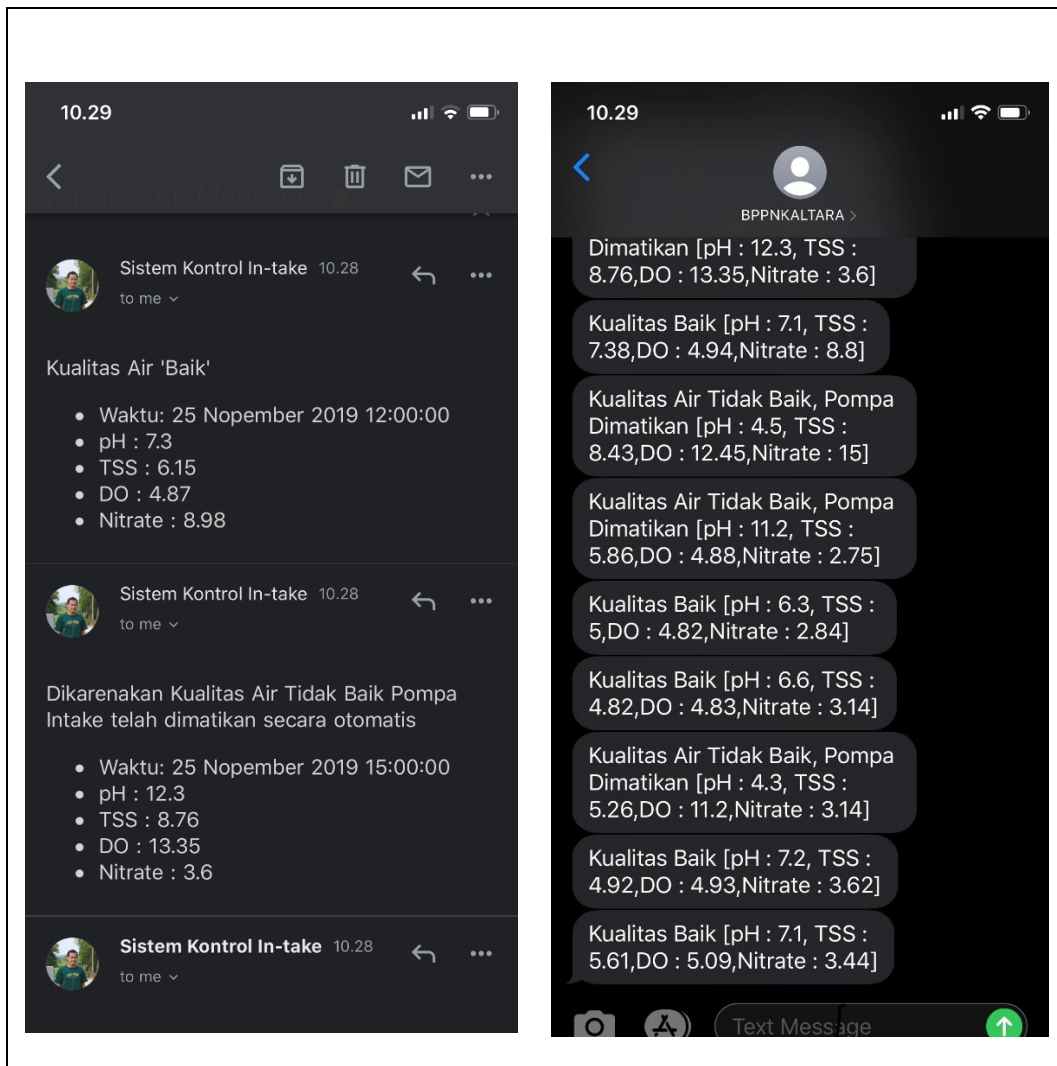 10.29
Kualitas Air Menurun
Sistem Kontrol In-take 10.28
to me
Kualitas Air 'Baik'
• Waktu: 25 Nopember 2019 12:00:00
• pH : 7.3
• TSS : 6.15
• DO : 4.87
• Nitrate : 8.98
Sistem Kontrol In-take 10.28
to me
Dikarenakan Kualitas Air Tidak Baik Pompa
Intake telah dimatikan secara otomatis
• Waktu: 25 Nopember 2019 15:00:00
• pH : 12.3
• TSS : 8.76
• DO : 13.35
• Nitrate : 3.6
Sistem Kontrol In-take 10.28
to me
10.29
BPPNKALTARA >
Dimatikan [pH : 12.3, TSS :
8.76,DO : 13.35,Nitrate : 3.6]
Kualitas Baik [pH : 7.1, TSS :
7.38,DO : 4.94,Nitrate : 8.8]
Kualitas Air Tidak Baik, Pompa
Dimatikan [pH : 4.5, TSS :
8.43,DO : 12.45,Nitrate : 15]
Kualitas Air Tidak Baik, Pompa
Dimatikan [pH : 11.2, TSS :
5.86,DO : 4.88,Nitrate : 2.75]
Kualitas Baik [pH : 6.3, TSS :
5,DO : 4.82,Nitrate : 2.84]
Kualitas Baik [pH : 6.6, TSS :
4.82,DO : 4.83,Nitrate : 3.14]
Kualitas Air Tidak Baik, Pompa
Dimatikan [pH : 4.3, TSS :
5.26,DO : 11.2,Nitrate : 3.14]
Kualitas Baik [pH : 7.2, TSS :
4.92,DO : 4.93,Nitrate : 3.62]
Kualitas Baik [pH : 7.1, TSS :
5.61,DO : 5.09,Nitrate : 3.44]
Text Message